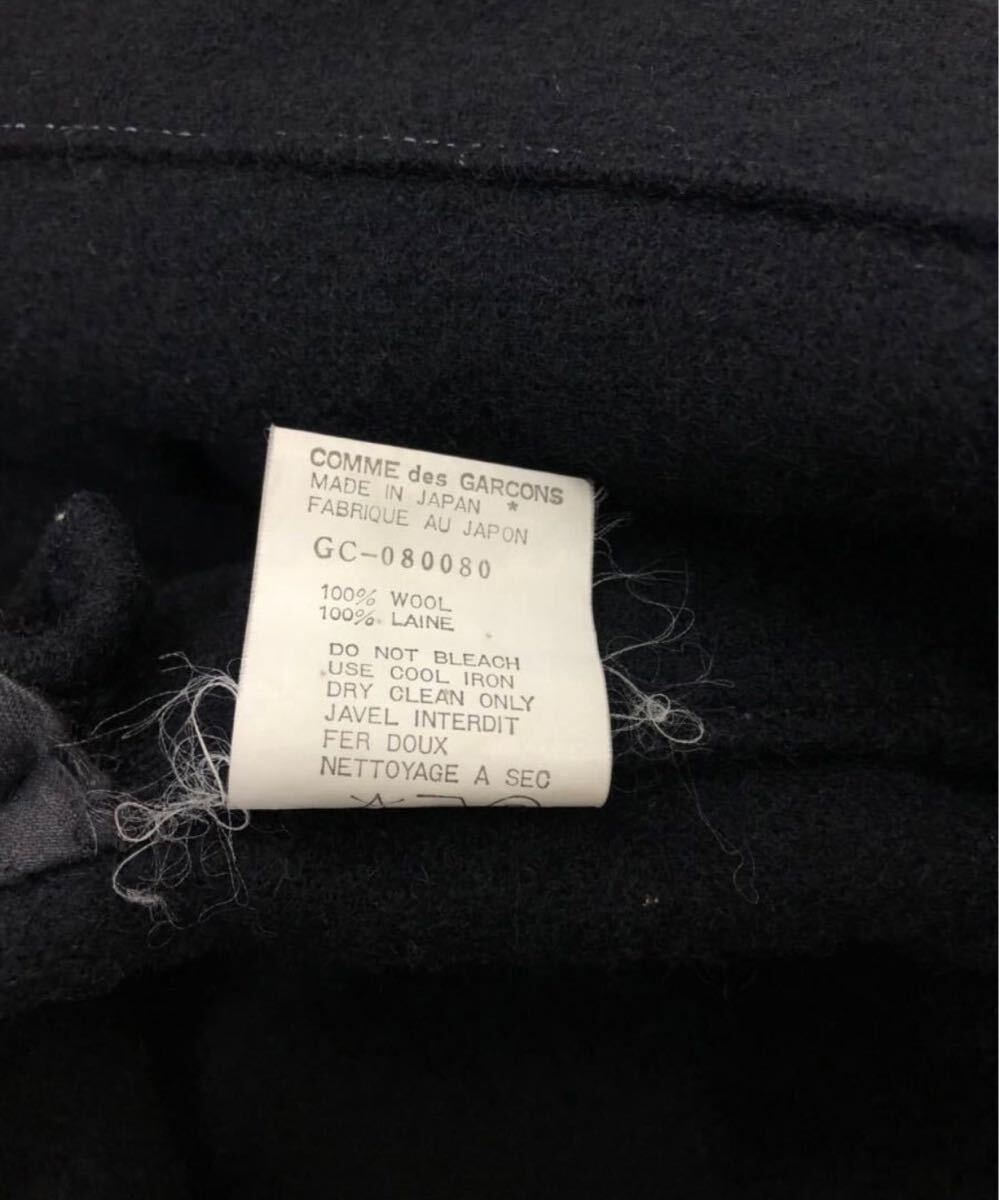 COMME des GARCONS
MADE IN JAPAN *
FABRIQUE AU JAPON
GC-080080
100% WOOL
100% LAINE
DO NOT BLEACH
USE COOL IRON
DRY CLEAN ONLY
JAVEL INTERDIT
FER DOUX
NETTOYAGE A SEC